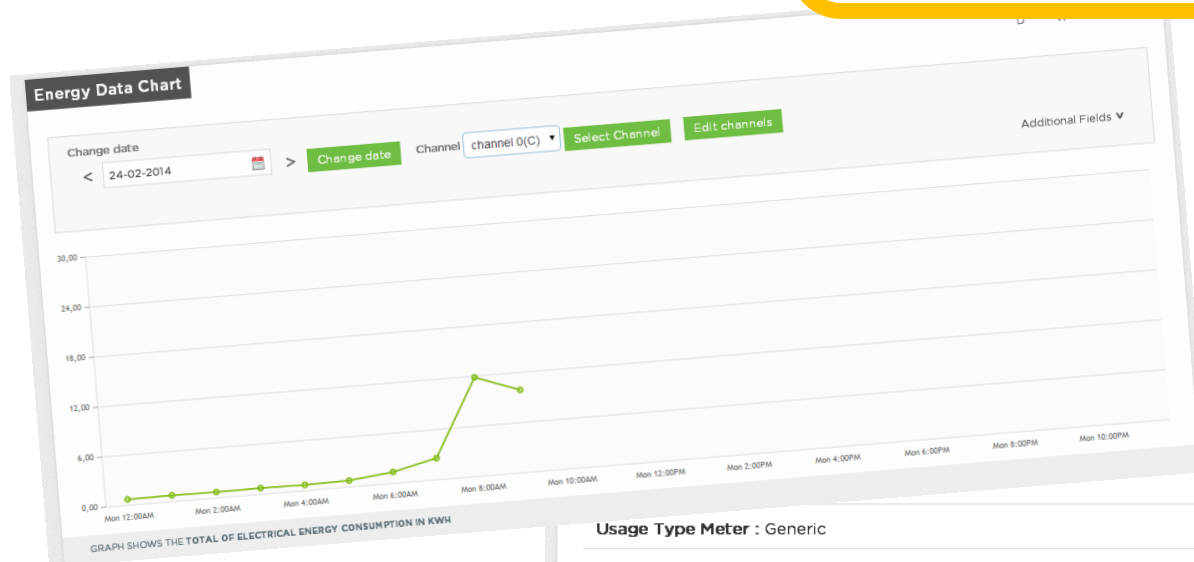 Energy Data Chart
Change date
< 24-02-2014 > Change date Channel channel 0(C) Select Channel Edit channels
Additional Fields
30,00
24,00
18,00
12,00
6,00
0,00
Mon 12:00AM Mon 2:00AM Mon 4:00AM Mon 6:00AM Mon 8:00AM Mon 10:00AM Mon 12:00PM Mon 2:00PM Mon 4:00PM Mon 6:00PM Mon 8:00PM Mon 10:00PM
GRAPH SHOWS THE TOTAL OF ELECTRICAL ENERGY CONSUMPTION IN KWH
Usage Type Meter : Generic